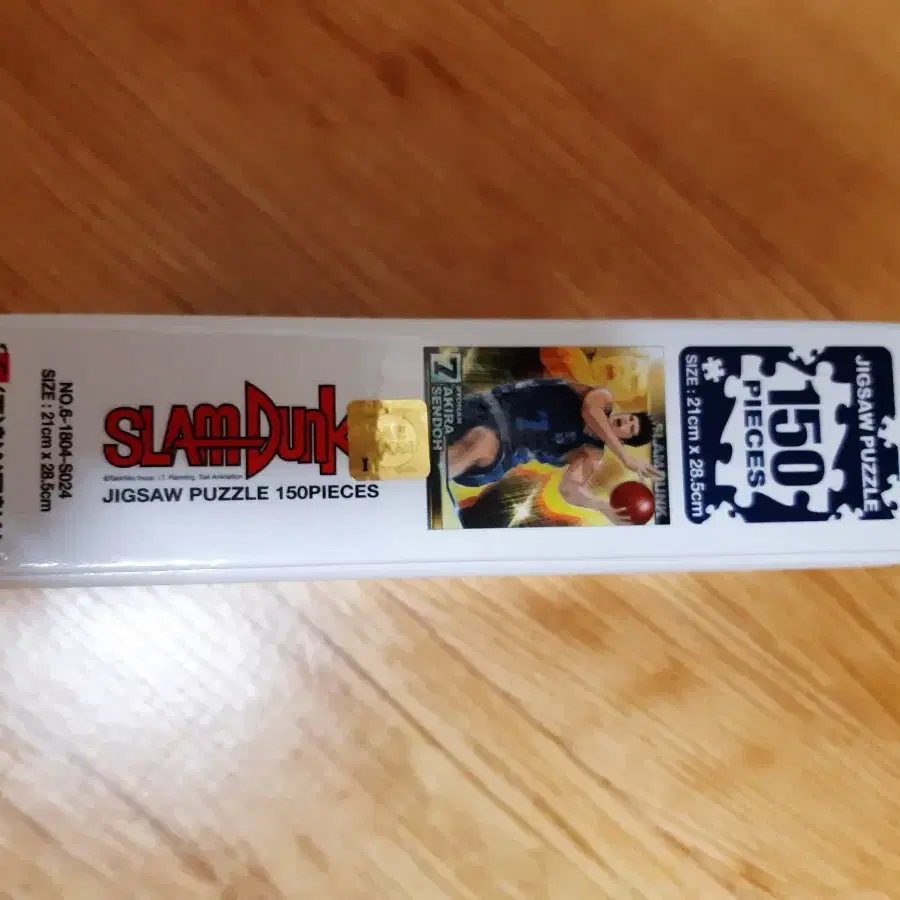 NO.6-1804-S024
SIZE : 21cm x 28.5cm
SLAM DUNK
JIGSAW PUZZLE 150PIECES
7
AKIRA
SENDOH
SLAM DUNK
JIGSAW PUZZLE
150
PIECES
SIZE : 21cm x 28.5cm